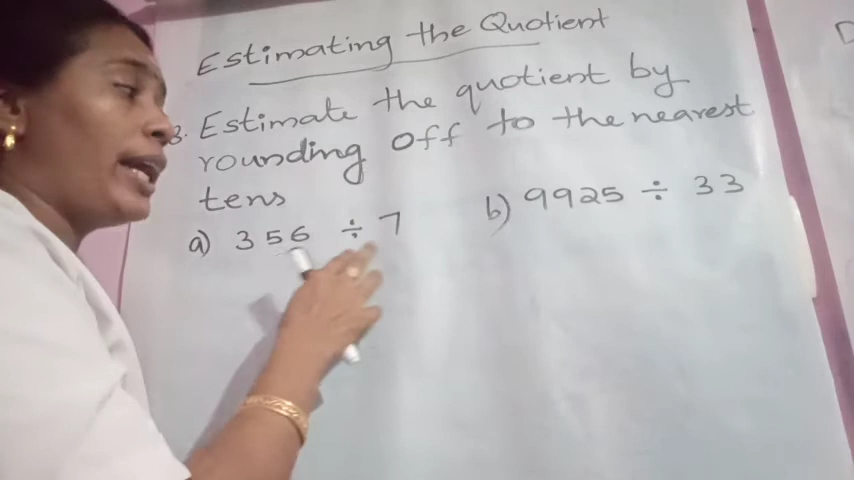 Estimating the Quotient
3. Estimate the quotient by
rounding off to the nearest
tens
a) 356 ÷ 7 b) 9925 ÷ 33